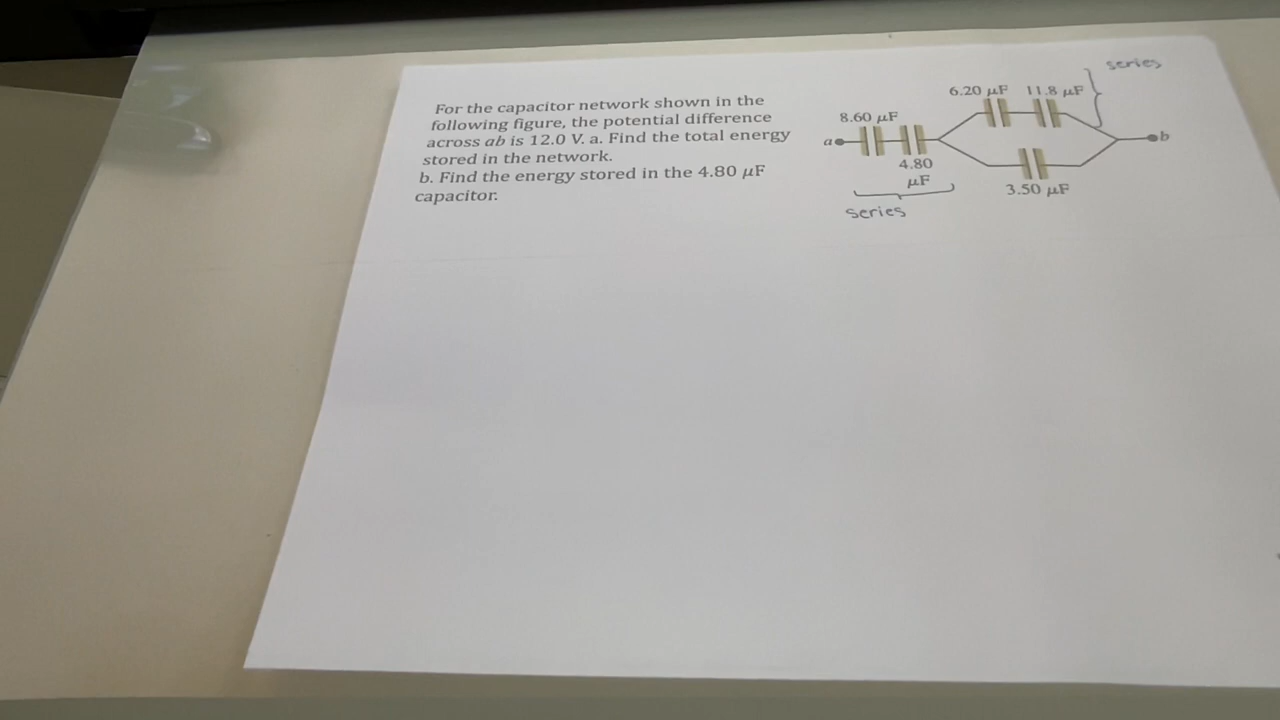 For the capacitor network shown in the
following figure, the potential difference
across ab is 12.0 V. a. Find the total energy
stored in the network.
b. Find the energy stored in the 4.80 μF
capacitor.
series
6.20 μF 11.8 μF
8.60 μF
a
b
4.80
μF
3.50 μF
series